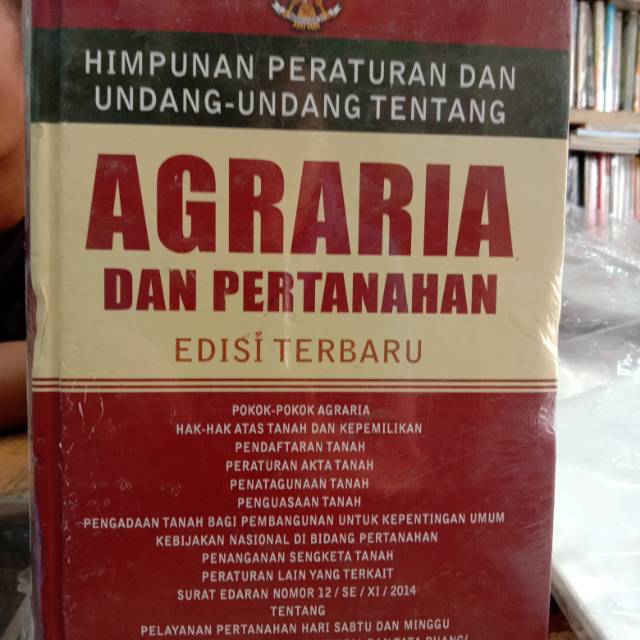 HIMPUNAN PERATURAN DAN
UNDANG-UNDANG TENTANG
AGRARIA
DAN PERTANAHAN
EDISI TERBARU
POKOK-POKOK AGRARIA
HAK-HAK ATAS TANAH DAN KEPEMILIKAN
PENDAFTARAN TANAH
PERATURAN AKTA TANAH
PENATAGUNAAN TANAH
PENGUASAAN TANAH
PENGADAAN TANAH BAGI PEMBANGUNAN UNTUK KEPENTINGAN UMUM
KEBIJAKAN NASIONAL DI BIDANG PERTANAHAN
PENANGANAN SENGKETA TANAH
PERATURAN LAIN YANG TERKAIT
SURAT EDARAN NOMOR 12 / SE / XI / 2014
TENTANG
PELAYANAN PERTANAHAN HARI SABTU DAN MINGGU
DAN TATA RUANG/